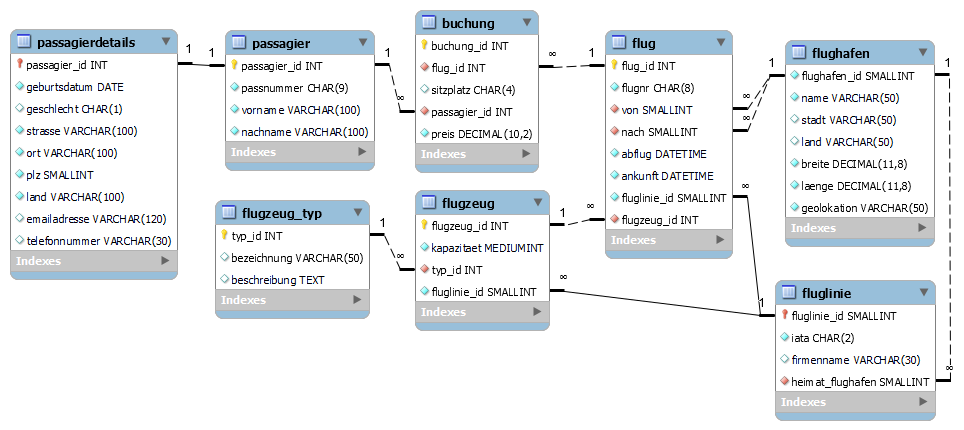 passagierdetails
passagier_id INT
geburtsdatum DATE
geschlecht CHAR(1)
strasse VARCHAR(100)
ort VARCHAR(100)
plz SMALLINT
land VARCHAR(100)
emailadresse VARCHAR(120)
telefonnummer VARCHAR(30)
Indexes
1
1
passagier
passagier_id INT
passnummer CHAR(9)
vorname VARCHAR(100)
nachname VARCHAR(100)
Indexes
1
∞
buchung
buchung_id INT
flug_id INT
sitzplatz CHAR(4)
passagier_id INT
preis DECIMAL(10,2)
Indexes
∞
1
flug
flug_id INT
flugnr CHAR(8)
von SMALLINT
nach SMALLINT
abflug DATETIME
ankunft DATETIME
fluglinie_id SMALLINT
flugzeug_id INT
Indexes
1
∞
∞
∞
flughafen
flughafen_id SMALLINT
name VARCHAR(50)
stadt VARCHAR(50)
land VARCHAR(50)
breite DECIMAL(11,8)
laenge DECIMAL(11,8)
geolokation VARCHAR(50)
Indexes
1
flugzeug_typ
typ_id INT
bezeichnung VARCHAR(50)
beschreibung TEXT
Indexes
1
∞
flugzeug
flugzeug_id INT
kapazitaet MEDIUMINT
typ_id INT
fluglinie_id SMALLINT
Indexes
1
∞
∞
1
fluglinie
fluglinie_id SMALLINT
iata CHAR(2)
firmenname VARCHAR(30)
heimat_flughafen SMALLINT
Indexes
∞